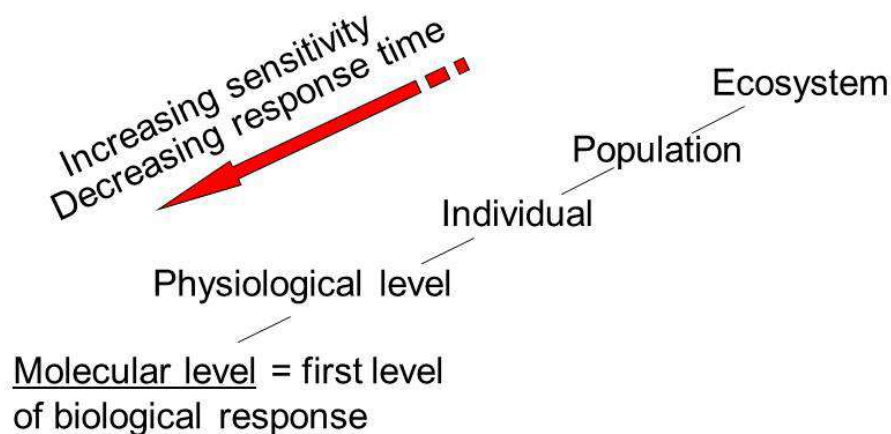 Increasing sensitivity
Decreasing response time
Ecosystem
Population
Individual
Physiological level
Molecular level = first level
of biological response